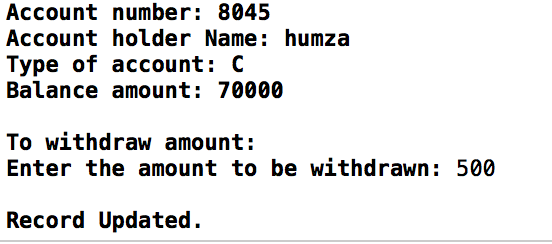 Account number: 8045
Account holder Name: humza
Type of account: C
Balance amount: 70000
To withdraw amount:
Enter the amount to be withdrawn: 500
Record Updated.